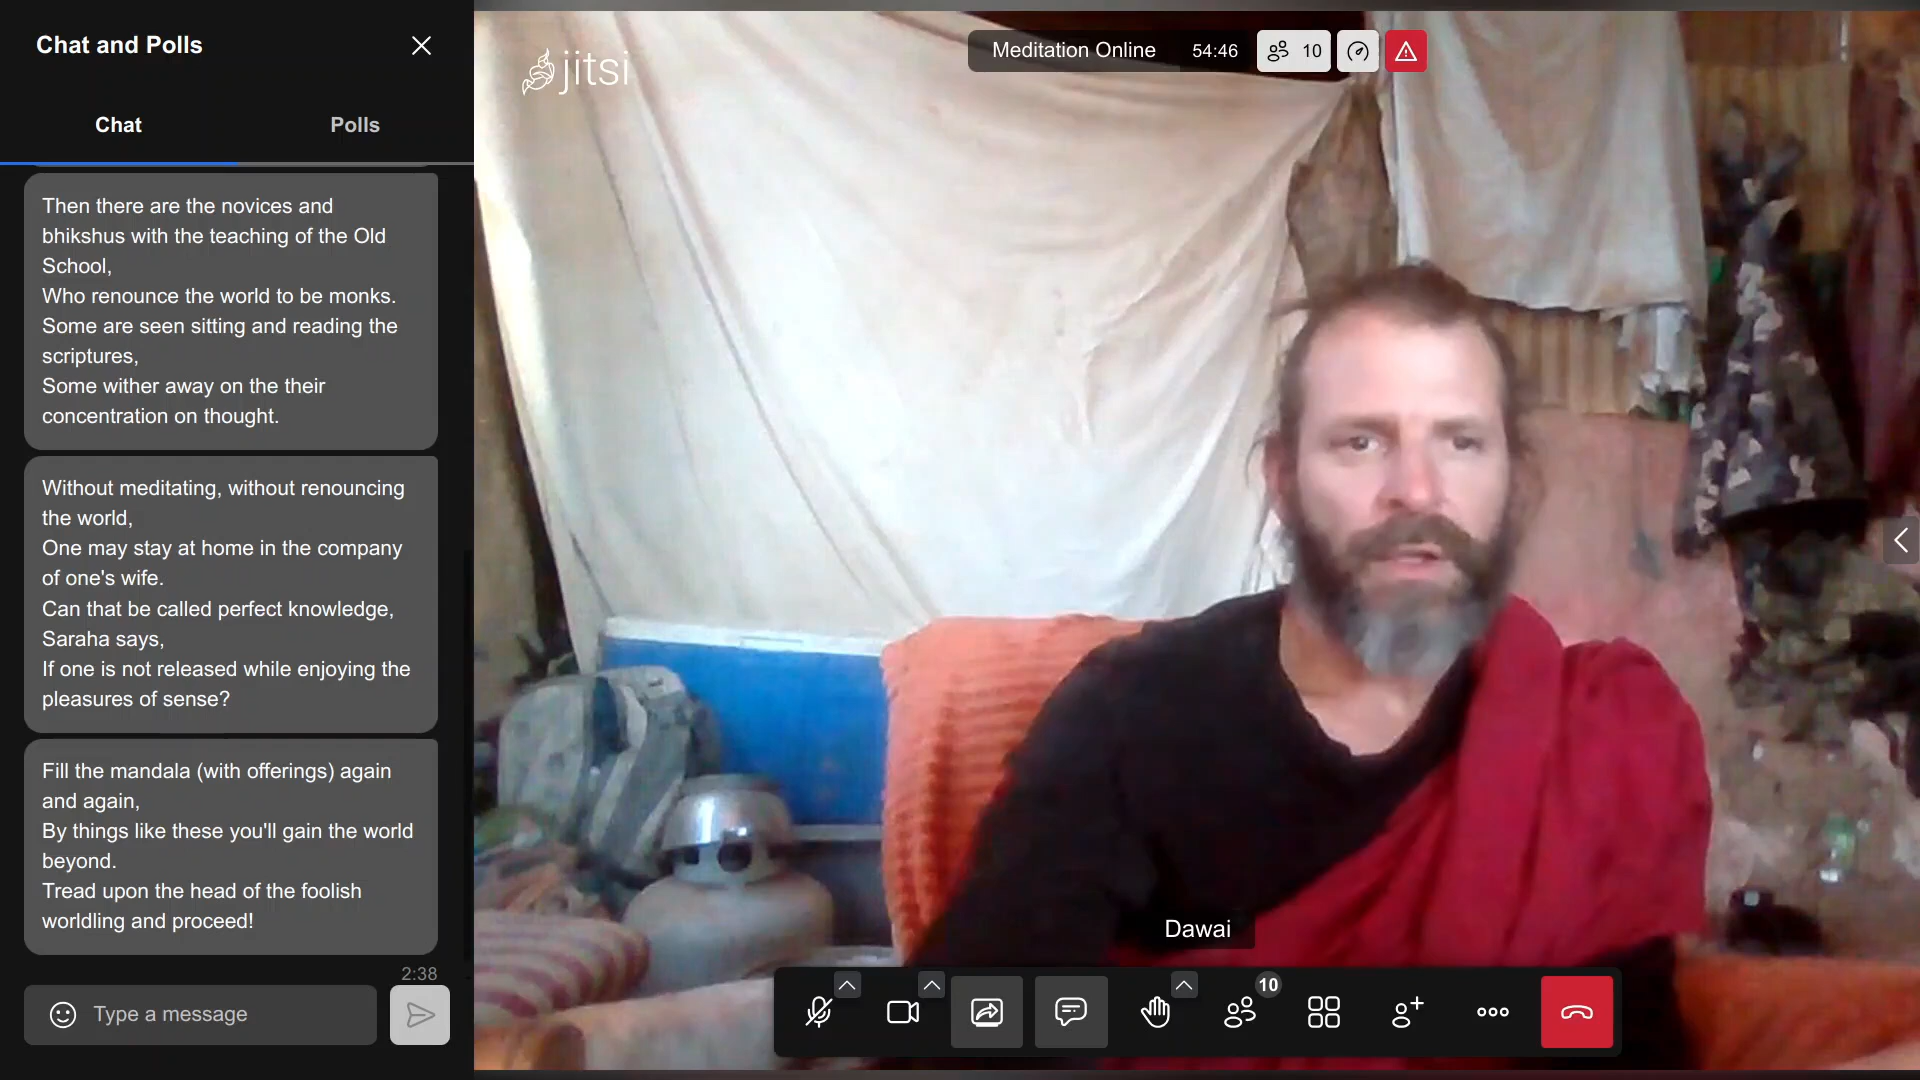 Chat and Polls
Chat
Polls
Then there are the novices and
bhikshus with the teaching of the Old
School,
Who renounce the world to be monks.
Some are seen sitting and reading the
scriptures,
Some wither away on the their
concentration on thought.
Without meditating, without renouncing
the world,
One may stay at home in the company
of one's wife.
Can that be called perfect knowledge,
Saraha says,
If one is not released while enjoying the
pleasures of sense?
Fill the mandala (with offerings) again
and again,
By things like these you'll gain the world
beyond.
Tread upon the head of the foolish
worldling and proceed!
2:38
Type a message
jitsi
Meditation Online
54:46
10
Dawai
10